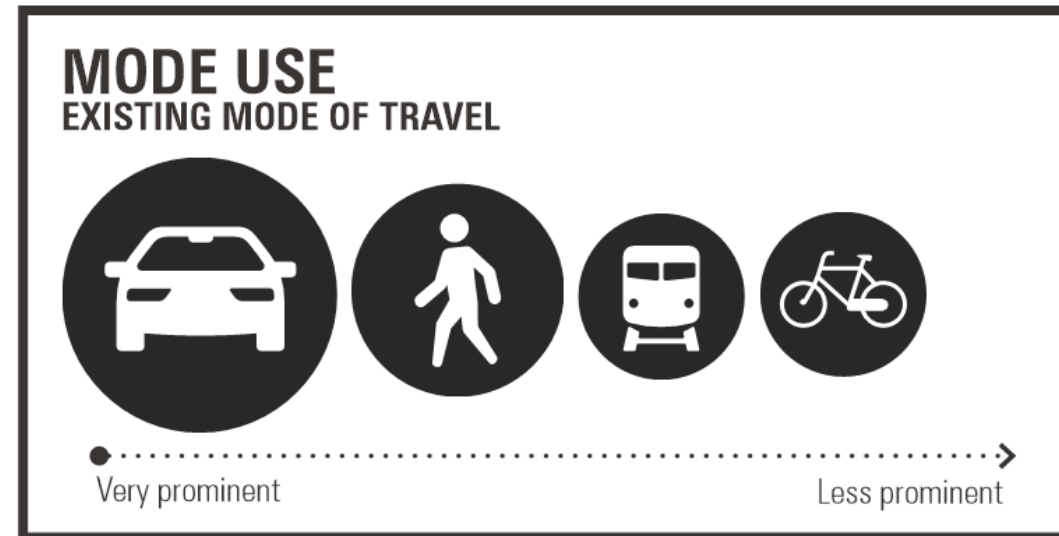 MODE USE
EXISTING MODE OF TRAVEL
Very prominent
Less prominent